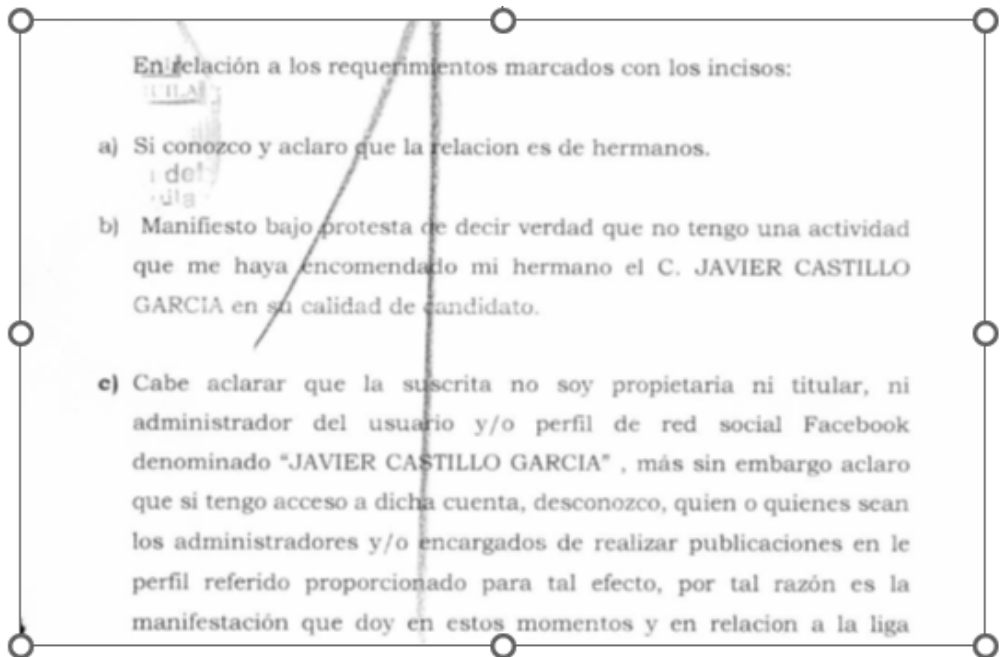 En relación a los requerimientos marcados con los incisos:
UILA
a) Si conozco y aclaro que la relacion es de hermanos.
del
b) Manifiesto bajo protesta de decir verdad que no tengo una actividad
que me haya encomendado mi hermano el C. JAVIER CASTILLO
GARCIA en su calidad de candidato.
c) Cabe aclarar que la suscrita no soy propietaria ni titular, ni
administrador del usuario y/o perfil de red social Facebook
denominado “JAVIER CASTILLO GARCIA” , más sin embargo aclaro
que si tengo acceso a dicha cuenta, desconozco, quien o quienes sean
los administradores y/o encargados de realizar publicaciones en le
perfil referido proporcionado para tal efecto, por tal razón es la
manifestación que doy en estos momentos y en relacion a la liga